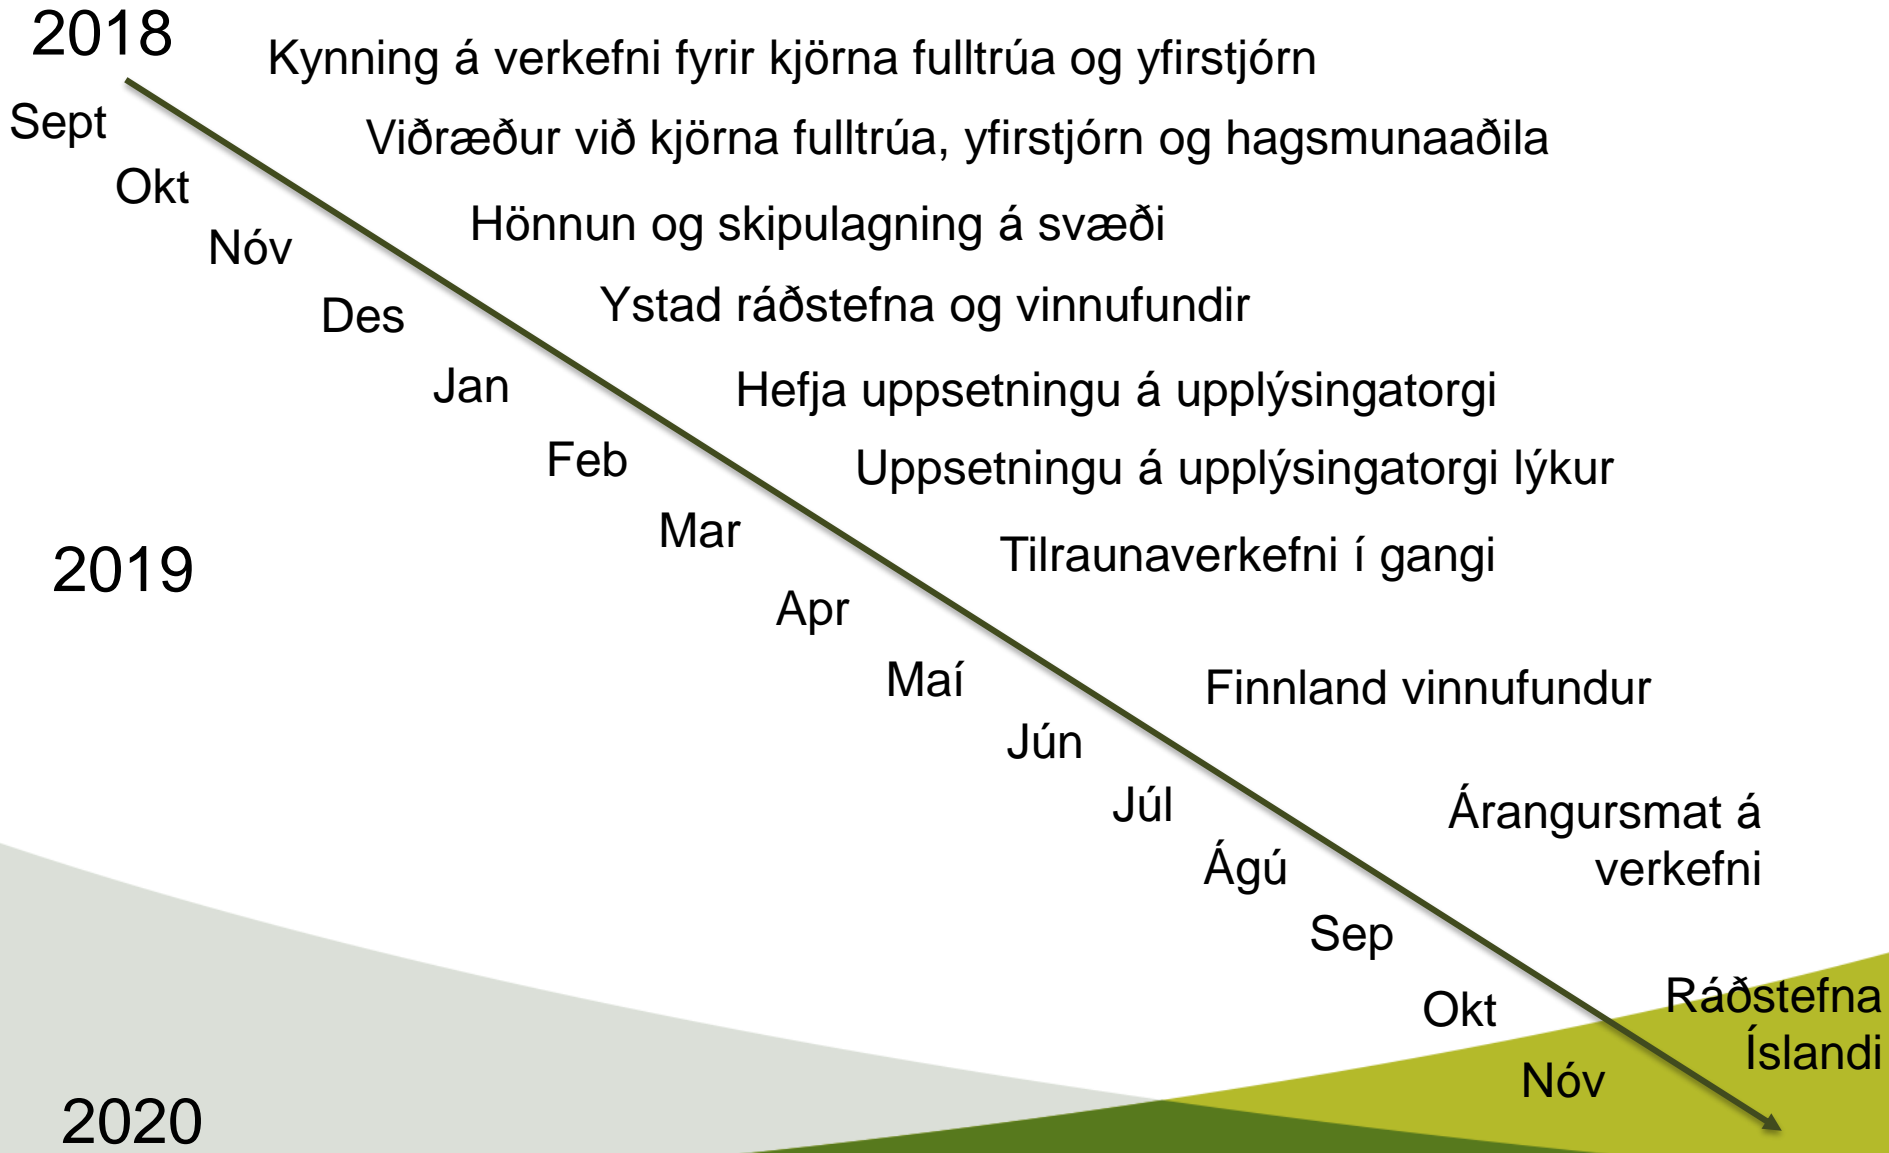 2018
Kynning á verkefni fyrir kjörna fulltrúa og yfirstjórn
Sept
Viðræður við kjörna fulltrúa, yfirstjórn og hagsmunaaðila
Okt
Hönnun og skipulagning á svæði
Nóv
Ystad ráðstefna og vinnufundir
Des
Hefja uppsetningu á upplýsingatorgi
Jan
Uppsetningu á upplýsingatorgi lýkur
Feb
Mar
Tilraunaverkefni í gangi
2019
Apr
Maí
Finnland vinnufundur
Jún
Júl
Árangursmat á
verkefni
Ágú
Sep
Ráðstefna
Íslandi
Okt
Nóv
2020